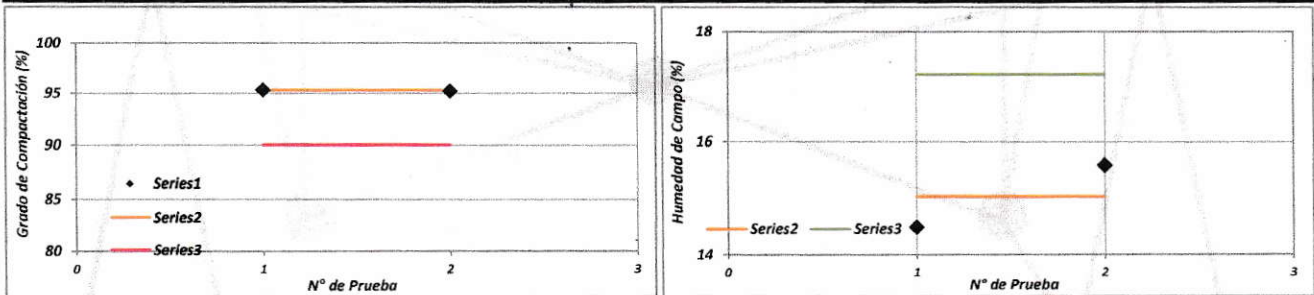 Grado de Compactación (%)
100
95
90
85
80
Series1
Series2
Series3
0
1
2
3
N° de Prueba
Humedad de Campo (%)
18
16
14
Series2
Series3
0
1
2
3
N° de Prueba